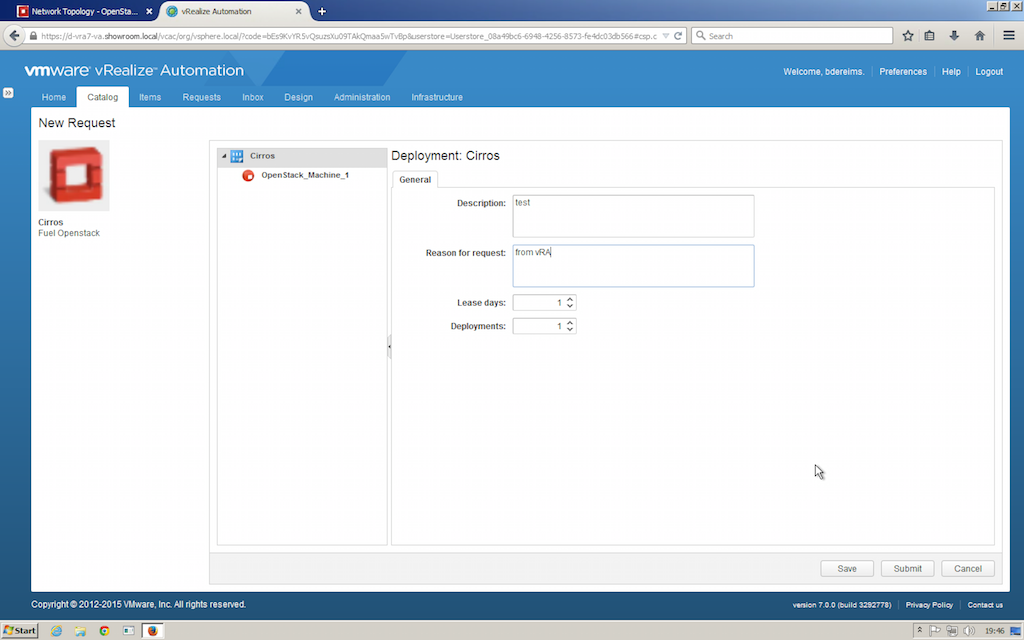 Network Topology - OpenSta...
vRealize Automation
https://d-vra7-va.showroom.local/vcac/org/vsphere.local/?code=bEs9KvYR5vQsuzsXu09TAkQmaa5wTvBp&userstore=Userstore_08a49bc6-6948-4256-8573-fe4dc03db566#csp.c
Search
vmware vRealize Automation
Welcome, bdereims.
Preferences
Help
Logout
Home
Catalog
Items
Requests
Inbox
Design
Administration
Infrastructure
New Request
Cirros
Fuel Openstack
Cirros
OpenStack_Machine_1
Deployment: Cirros
General
Description:
test
Reason for request:
from vRA
Lease days:
1
Deployments:
1
Save
Submit
Cancel
Copyright © 2012-2015 VMware, Inc. All rights reserved.
version 7.0.0 (build 3292778)
Privacy Policy
Contact us
Start
19:46